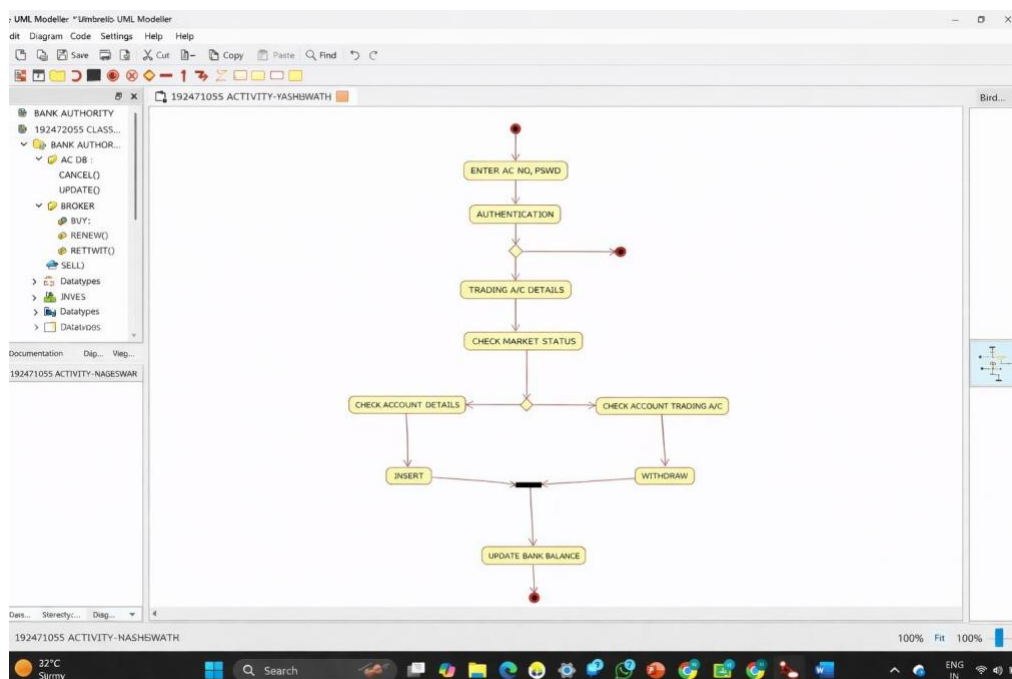 UML Modeller *"Umbrello UML Modeller
dit Diagram Code Settings Help Help
Save Cut Copy Paste Find
192471055 ACTIVITY-YASHBWATH
Bird...
BANK AUTHORITY
192472055 CLASS...
BANK AUTHOR...
AC DB :
CANCEL()
UPDATE()
BROKER
BUY:
RENEW()
RETTWIT()
SELL)
Datatypes
INVES
Datatypes
Documentation Dap... Vieg...
192471055 ACTIVITY-NAGESWAR
ENTER AC NO, PSWD
AUTHENTICATION
TRADING A/C DETAILS
CHECK MARKET STATUS
CHECK ACCOUNT DETAILS
CHECK ACCOUNT TRADING A/C
INSERT
WITHDRAW
UPDATE BANK BALANCE
Diag...
192471055 ACTIVITY-NASHBWATH
100% Fit 100%
32°C
Search
ENG
IN